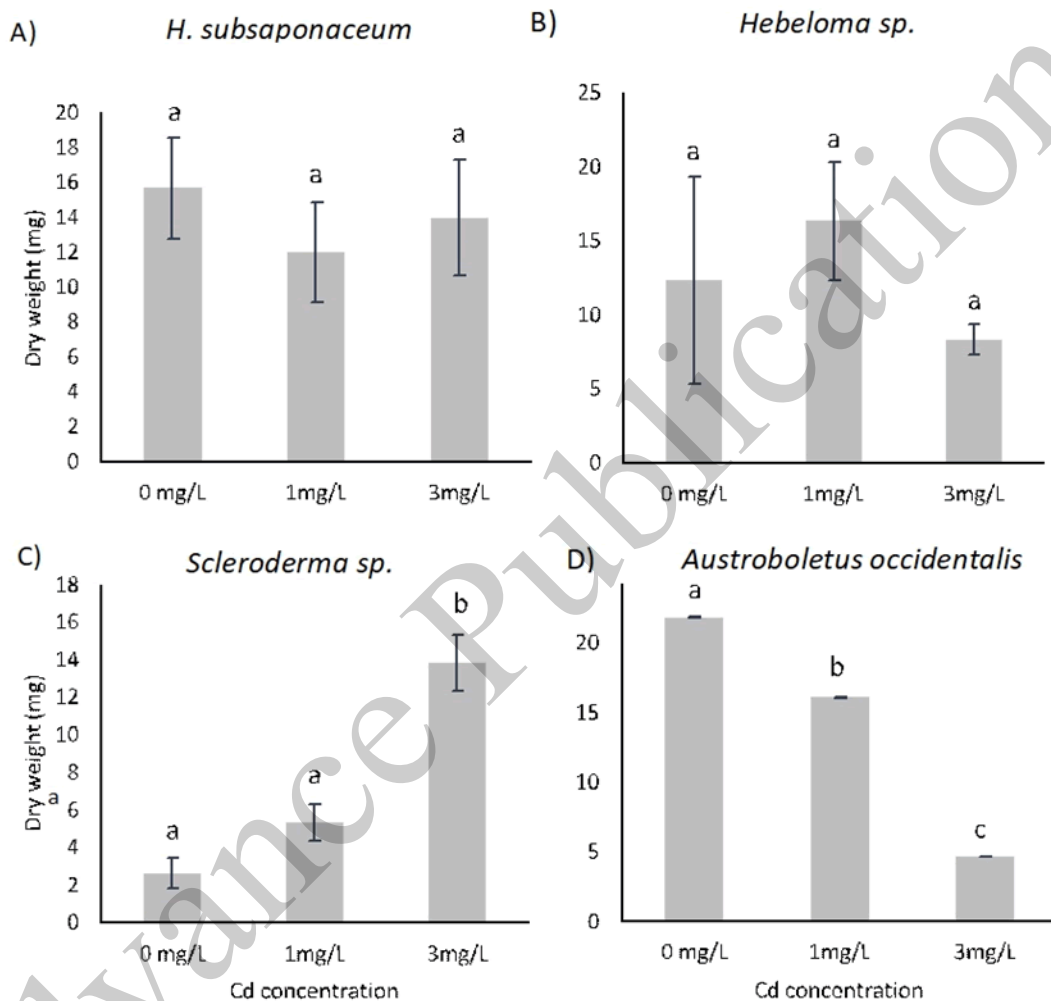 A)
H. subsaponaceum
a
a
a
20
18
16
14
12
10
8
6
4
2
0
Dry weight (mg)
0 mg/L 1mg/L 3mg/L
B)
Hebeloma sp.
a
a
a
25
20
15
10
5
0
0 mg/L 1mg/L 3mg/L
C)
Scleroderma sp.
a
a
b
18
16
14
12
10
8
6
4
2
0
Dry weight (mg)
a
0 mg/L 1mg/L 3mg/L
Cd concentration
D)
Austroboletus occidentalis
a
b
c
20
15
10
5
0
0 mg/L 1mg/L 3mg/L
Cd concentration
Advance Publication